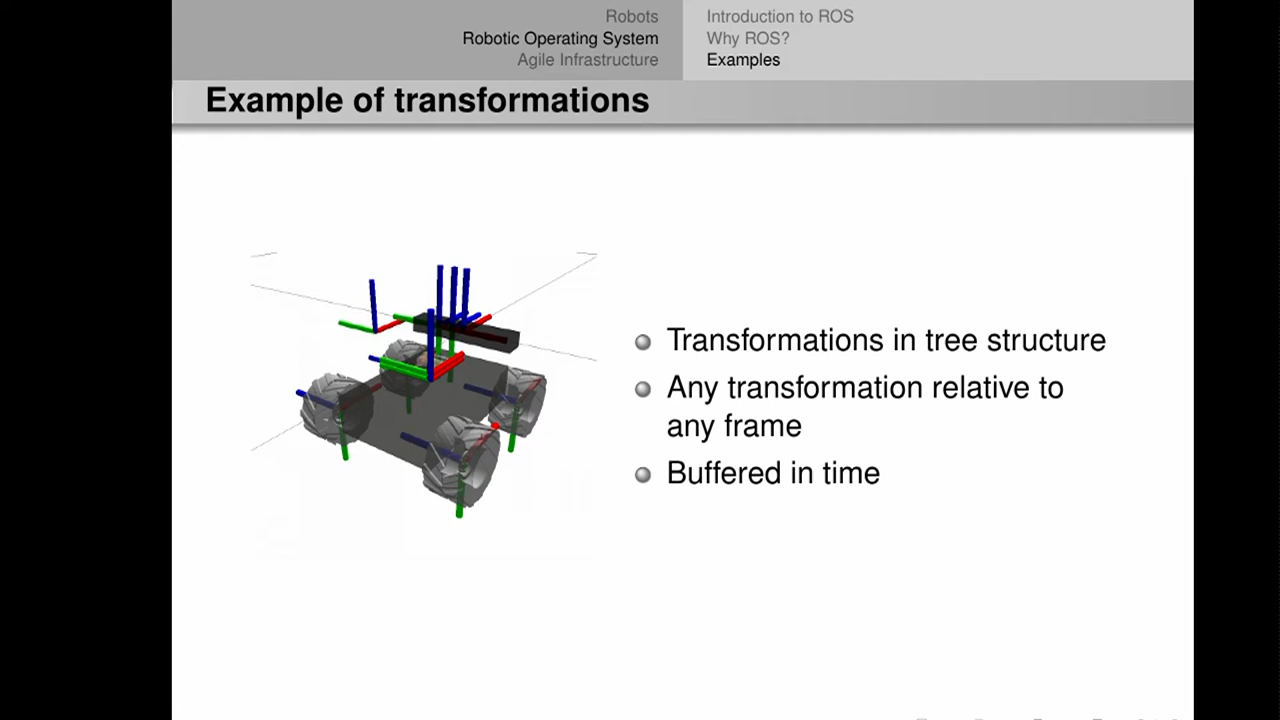 Robots
Robotic Operating System
Agile Infrastructure
Introduction to ROS
Why ROS?
Examples
Example of transformations
Transformations in tree structure
Any transformation relative to
any frame
Buffered in time